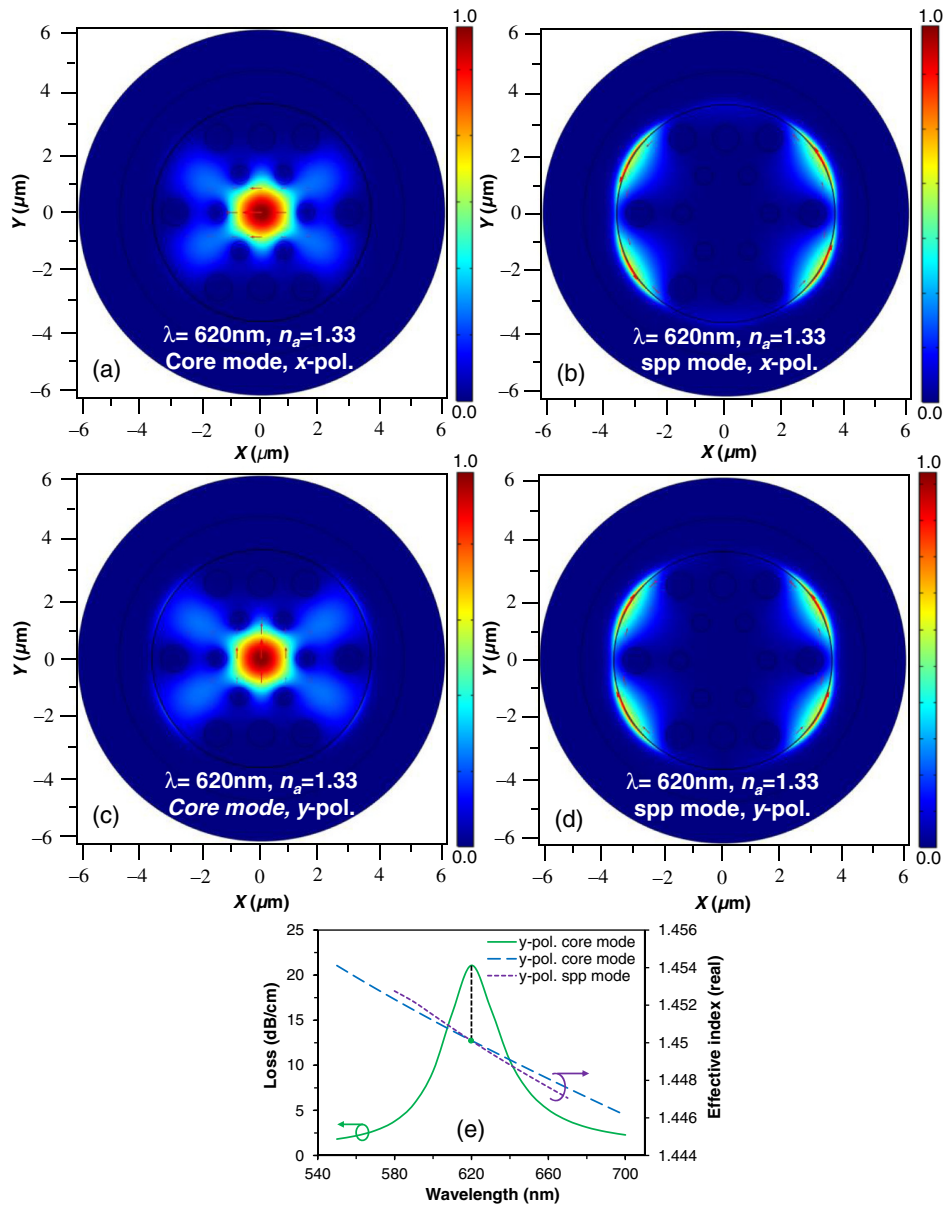 1.0
6
4
2
0
−2
−4
−6
Y (μm)
λ= 620nm, nₐ=1.33
Core mode, x-pol.
(a)
0.0
−6 −4 −2 0 2 4 6
X (μm)
1.0
6
4
2
0
−2
−4
−6
Y (μm)
λ= 620nm, nₐ=1.33
spp mode, x-pol.
(b)
0.0
-6 -4 -2 0 2 4 6
X (μm)
1.0
6
4
2
0
−2
−4
−6
Y (μm)
λ= 620nm, nₐ=1.33
Core mode, y-pol.
(c)
0.0
−6 −4 −2 0 2 4 6
X (μm)
1.0
6
4
2
0
−2
−4
−6
Y (μm)
λ= 620nm, nₐ=1.33
spp mode, y-pol.
(d)
0.0
−6 −4 −2 0 2 4 6
X (μm)
25
20
15
10
5
0
Loss (dB/cm)
y-pol. core mode
y-pol. core mode
y-pol. spp mode
(e)
1.456
1.454
1.452
1.450
1.448
1.446
1.444
Effective index (real)
540 580 620 660 700
Wavelength (nm)